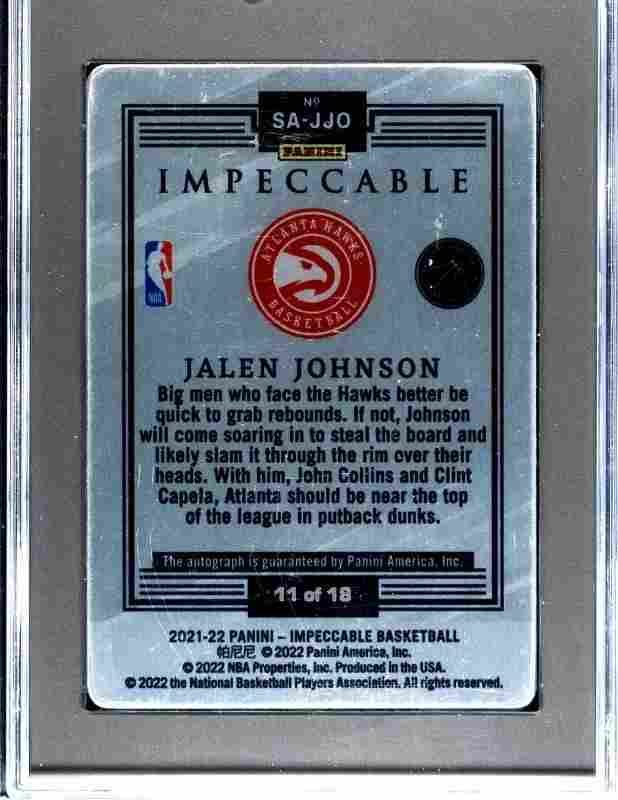 Nº
SA-JJO
PANINI
IMPECCABLE
ATLANTA HAWKS
BASKETBALL
NBA
JALEN JOHNSON
Big men who face the Hawks better be
quick to grab rebounds. If not, Johnson
will come soaring in to steal the board and
likely slam it through the rim over their
heads. With him, John Collins and Clint
Capela, Atlanta should be near the top
of the league in putback dunks.
The autograph is guaranteed by Panini America, Inc.
11 of 18
2021-22 PANINI – IMPECCABLE BASKETBALL
帕尼尼 © 2022 Panini America, Inc.
© 2022 NBA Properties, Inc. Produced in the USA.
© 2022 the National Basketball Players Association. All rights reserved.